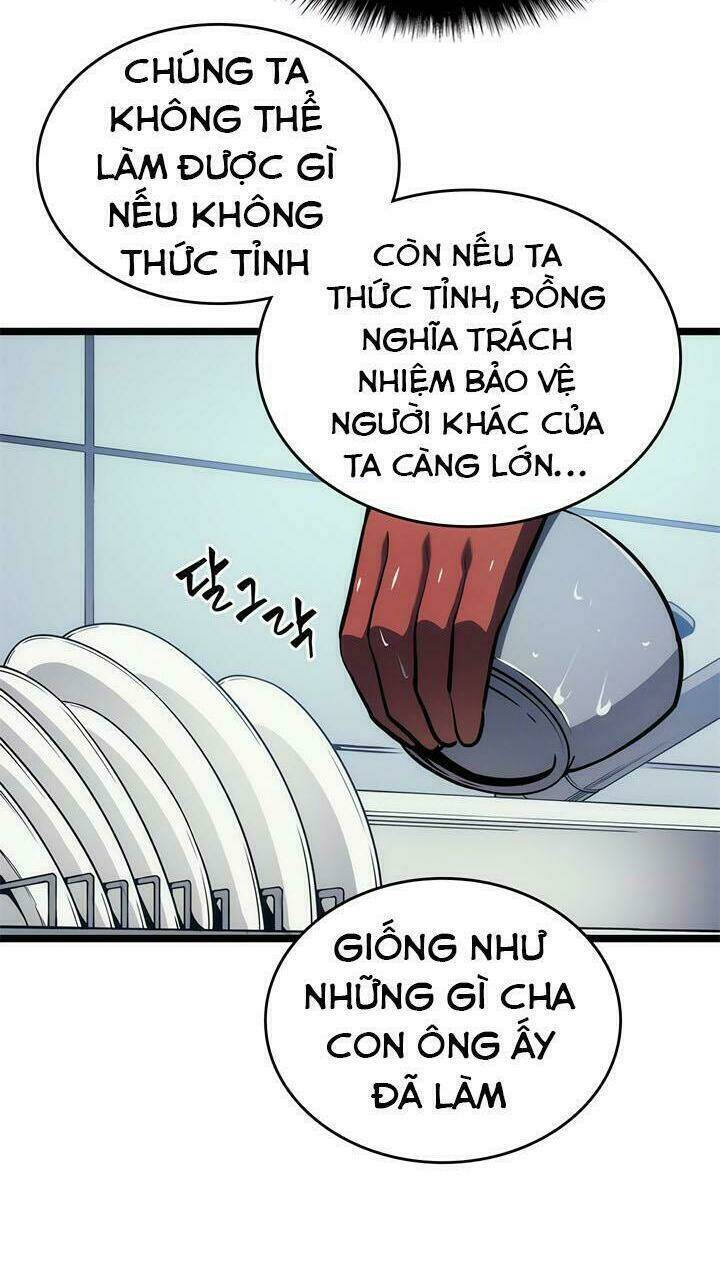 CHÚNG TA
KHÔNG THỂ
LÀM ĐƯỢC GÌ
NẾU KHÔNG
THỨC TỈNH
CÒN NẾU TA
THỨC TỈNH, ĐỒNG
NGHĨA TRÁCH
NHIỆM BẢO VỆ
NGƯỜI KHÁC CỦA
TA CÀNG LỚN...
달그락
GIỐNG NHƯ
NHỮNG GÌ CHA
CON ÔNG ẤY
ĐÃ LÀM